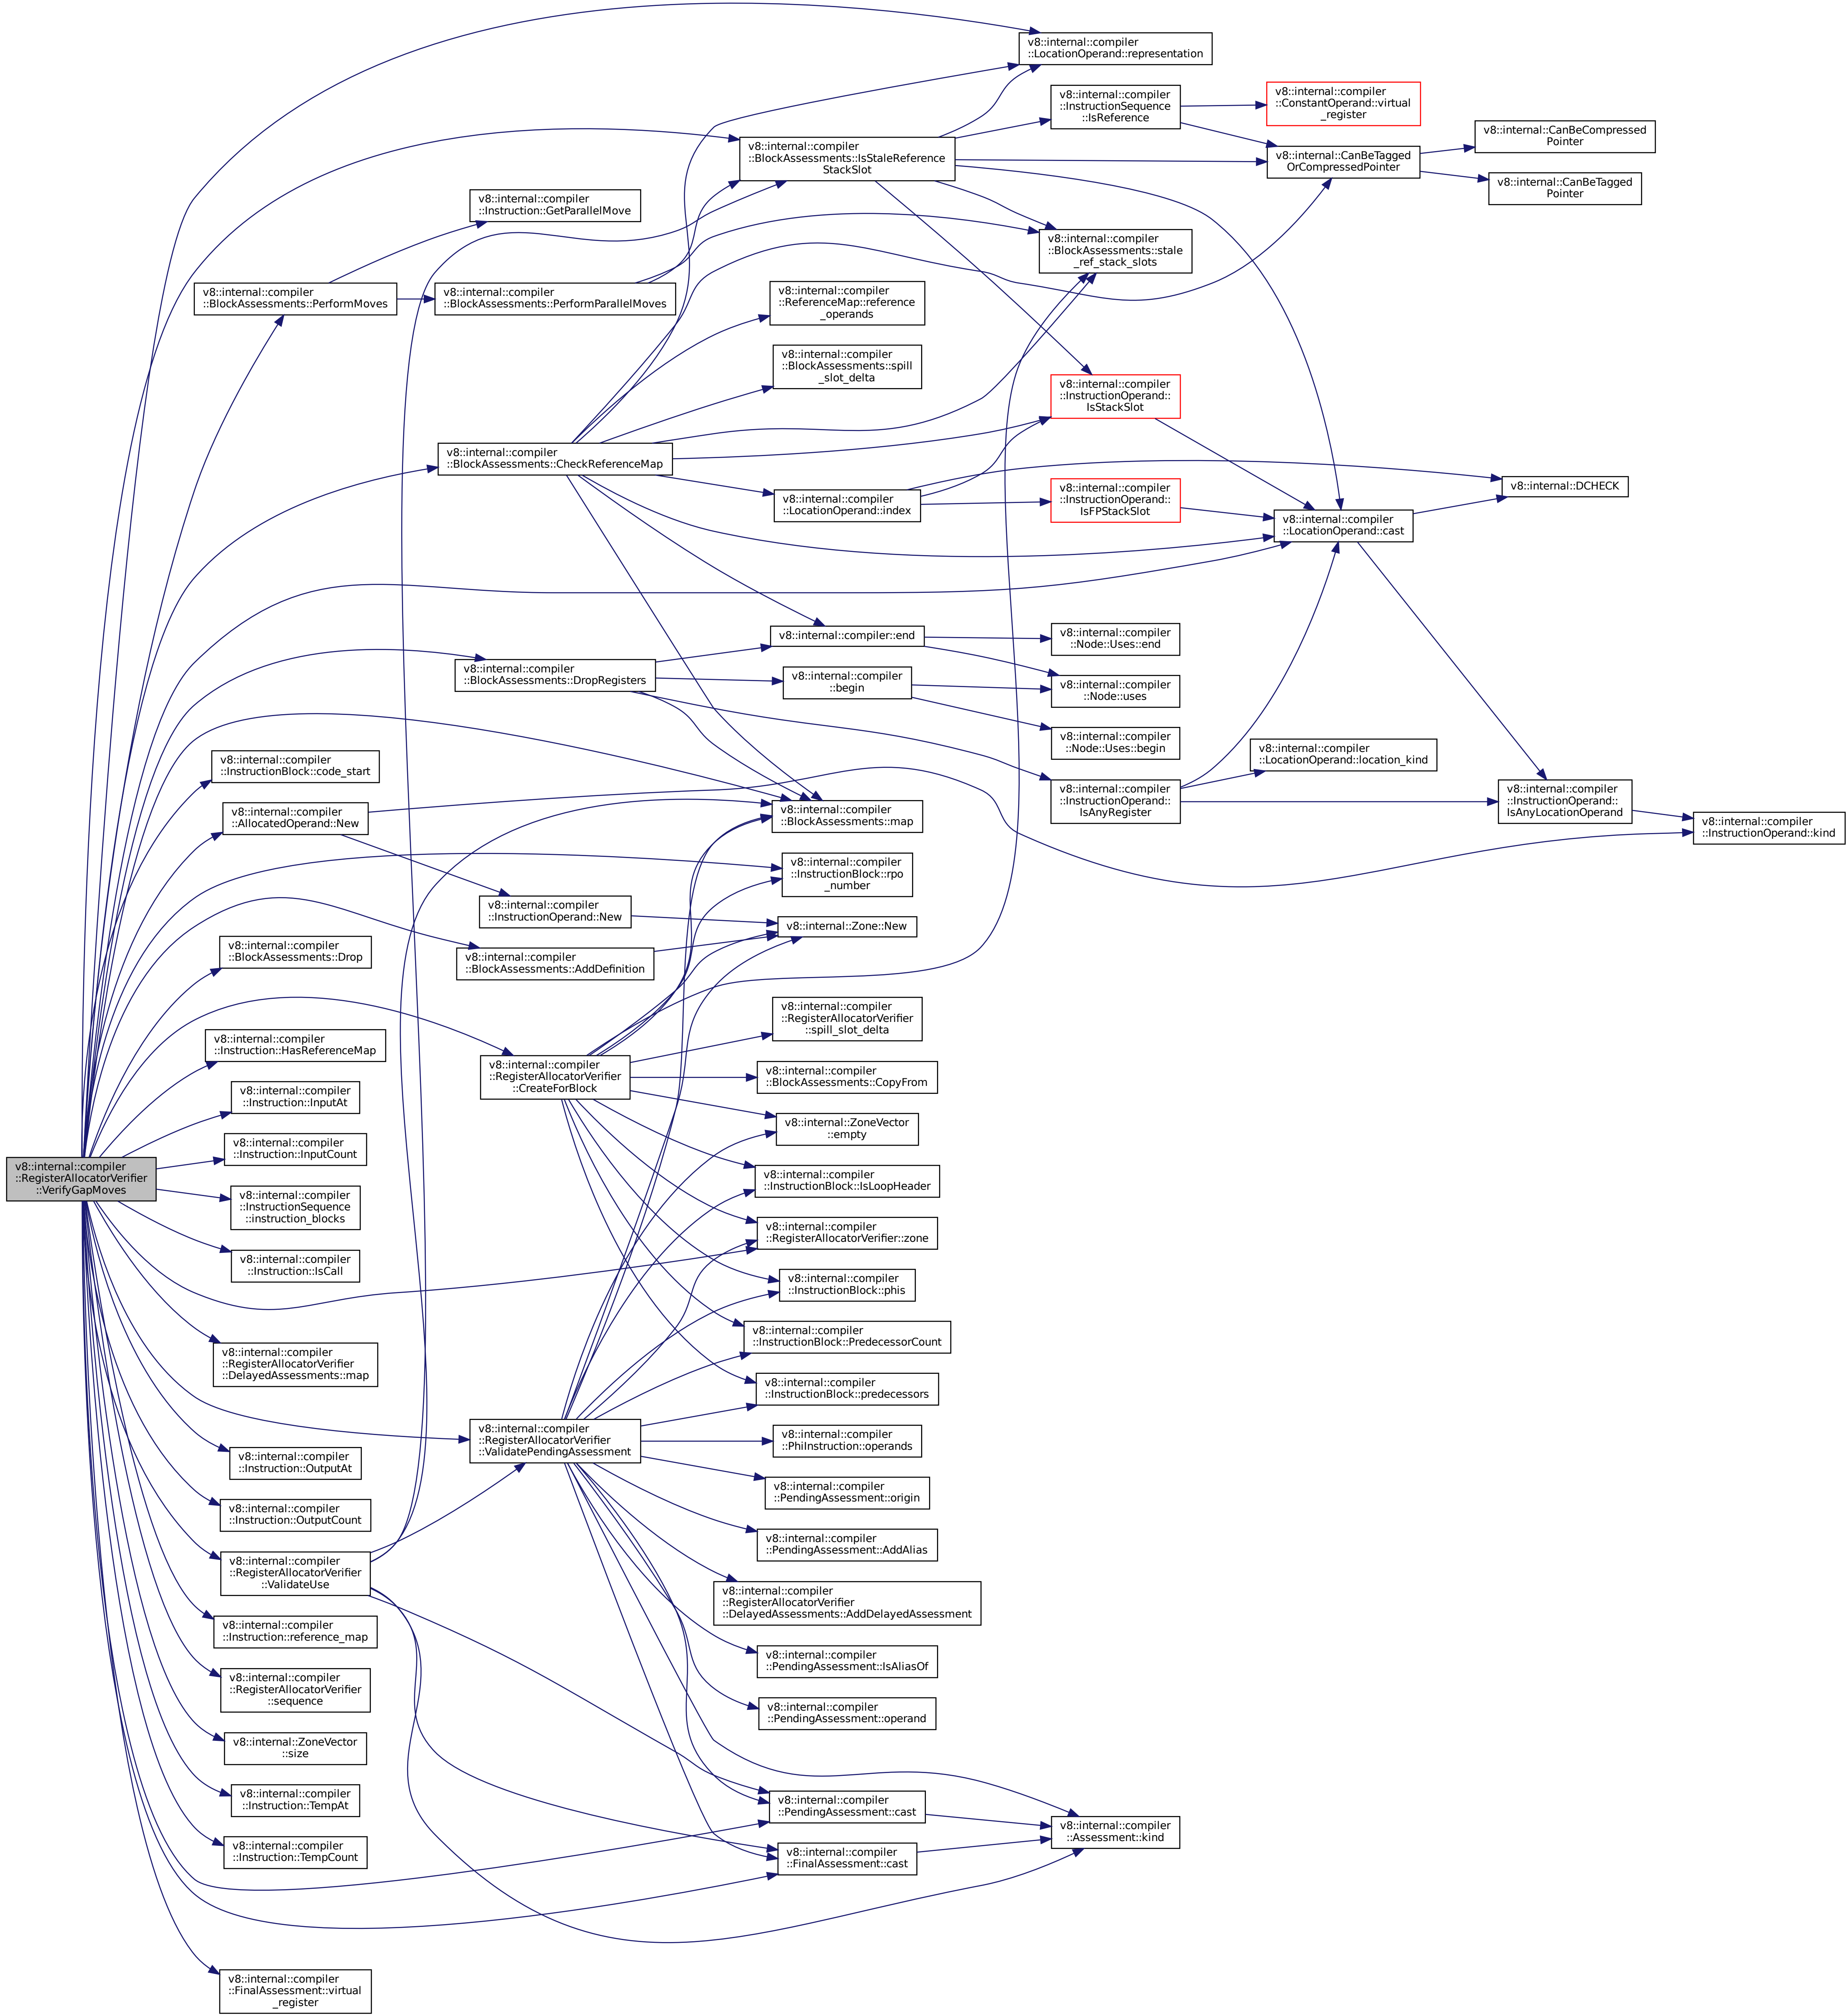 v8::internal::compiler
::RegisterAllocatorVerifier
::VerifyGapMoves
v8::internal::compiler
::LocationOperand::representation
v8::internal::compiler
::InstructionSequence
::IsReference
v8::internal::compiler
::ConstantOperand::virtual
_register
v8::internal::CanBeCompressed
Pointer
v8::internal::compiler
::BlockAssessments::IsStaleReference
StackSlot
v8::internal::CanBeTagged
OrCompressedPointer
v8::internal::CanBeTagged
Pointer
v8::internal::compiler
::Instruction::GetParallelMove
v8::internal::compiler
::BlockAssessments::stale
_ref_stack_slots
v8::internal::compiler
::BlockAssessments::PerformMoves
v8::internal::compiler
::BlockAssessments::PerformParallelMoves
v8::internal::compiler
::ReferenceMap::reference
_operands
v8::internal::compiler
::BlockAssessments::spill
_slot_delta
v8::internal::compiler
::InstructionOperand::
IsStackSlot
v8::internal::compiler
::BlockAssessments::CheckReferenceMap
v8::internal::compiler
::LocationOperand::index
v8::internal::compiler
::InstructionOperand::
IsFPStackSlot
v8::internal::DCHECK
v8::internal::compiler
::LocationOperand::cast
v8::internal::compiler::end
v8::internal::compiler
::Node::Uses::end
v8::internal::compiler
::BlockAssessments::DropRegisters
v8::internal::compiler
::begin
v8::internal::compiler
::Node::uses
v8::internal::compiler
::Node::Uses::begin
v8::internal::compiler
::LocationOperand::location_kind
v8::internal::compiler
::InstructionBlock::code_start
v8::internal::compiler
::InstructionOperand::
IsAnyRegister
v8::internal::compiler
::InstructionOperand::
IsAnyLocationOperand
v8::internal::compiler
::InstructionOperand::kind
v8::internal::compiler
::AllocatedOperand::New
v8::internal::compiler
::BlockAssessments::map
v8::internal::compiler
::InstructionBlock::rpo
_number
v8::internal::compiler
::InstructionOperand::New
v8::internal::Zone::New
v8::internal::compiler
::BlockAssessments::Drop
v8::internal::compiler
::BlockAssessments::AddDefinition
v8::internal::compiler
::RegisterAllocatorVerifier
::spill_slot_delta
v8::internal::compiler
::Instruction::HasReferenceMap
v8::internal::compiler
::RegisterAllocatorVerifier
::CreateForBlock
v8::internal::compiler
::BlockAssessments::CopyFrom
v8::internal::compiler
::Instruction::InputAt
v8::internal::ZoneVector
::empty
v8::internal::compiler
::Instruction::InputCount
v8::internal::compiler
::InstructionBlock::IsLoopHeader
v8::internal::compiler
::InstructionSequence
::instruction_blocks
v8::internal::compiler
::RegisterAllocatorVerifier::zone
v8::internal::compiler
::Instruction::IsCall
v8::internal::compiler
::InstructionBlock::phis
v8::internal::compiler
::InstructionBlock::PredecessorCount
v8::internal::compiler
::RegisterAllocatorVerifier
::DelayedAssessments::map
v8::internal::compiler
::InstructionBlock::predecessors
v8::internal::compiler
::RegisterAllocatorVerifier
::ValidatePendingAssessment
v8::internal::compiler
::PhiInstruction::operands
v8::internal::compiler
::Instruction::OutputAt
v8::internal::compiler
::PendingAssessment::origin
v8::internal::compiler
::Instruction::OutputCount
v8::internal::compiler
::PendingAssessment::AddAlias
v8::internal::compiler
::RegisterAllocatorVerifier
::ValidateUse
v8::internal::compiler
::RegisterAllocatorVerifier
::DelayedAssessments::AddDelayedAssessment
v8::internal::compiler
::Instruction::reference_map
v8::internal::compiler
::PendingAssessment::IsAliasOf
v8::internal::compiler
::RegisterAllocatorVerifier
::sequence
v8::internal::compiler
::PendingAssessment::operand
v8::internal::ZoneVector
::size
v8::internal::compiler
::Instruction::TempAt
v8::internal::compiler
::PendingAssessment::cast
v8::internal::compiler
::Assessment::kind
v8::internal::compiler
::Instruction::TempCount
v8::internal::compiler
::FinalAssessment::cast
v8::internal::compiler
::FinalAssessment::virtual
_register